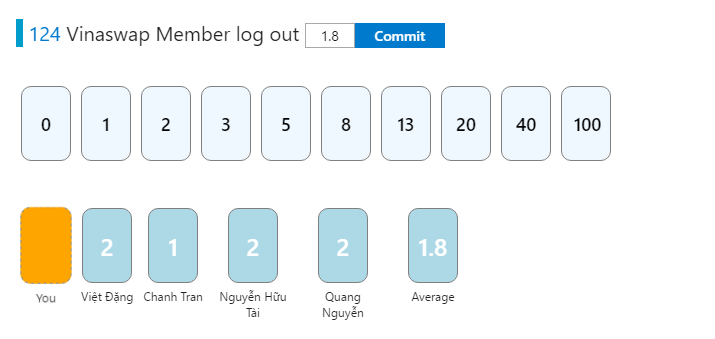 124 Vinaswap Member log out 1.8 Commit
0 1 2 3 5 8 13 20 40 100
2 1 2 2 1.8
You Việt Đặng Chanh Tran Nguyễn Hữu Tài Quang Nguyễn Average